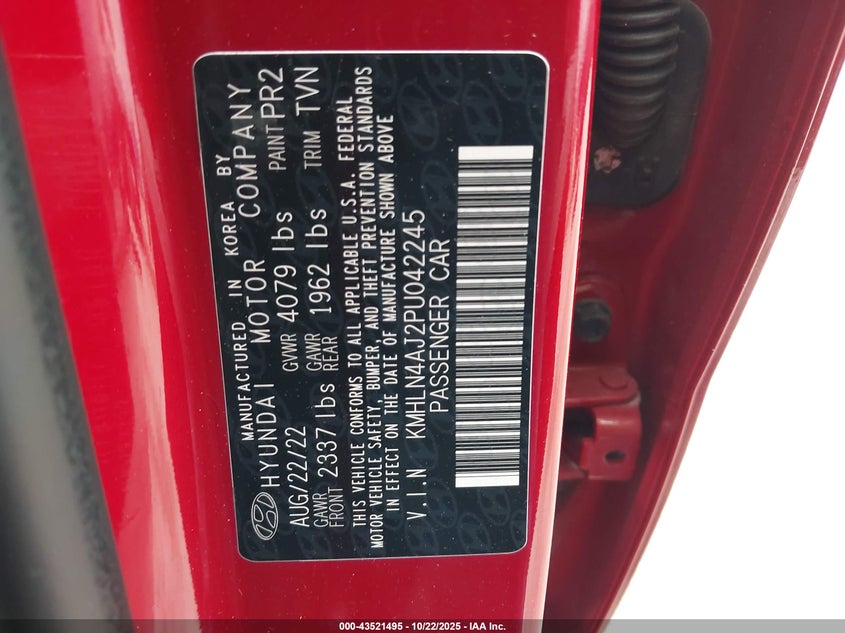 MANUFACTURED IN KOREA BY
HYUNDAI MOTOR COMPANY
AUG/22/22 GVWR 4079 lbs PAINT PR2
GAWR FRONT 2337 lbs GAWR REAR 1962 lbs TRIM TVN
THIS VEHICLE CONFORMS TO ALL APPLICABLE U.S.A. FEDERAL
MOTOR VEHICLE SAFETY, BUMPER, AND THEFT PREVENTION STANDARDS
IN EFFECT ON THE DATE OF MANUFACTURE SHOWN ABOVE
V.I.N KMHLN4AJ2PU042245
PASSENGER CAR
000-43521495 - 10/22/2025 - IAA Inc.